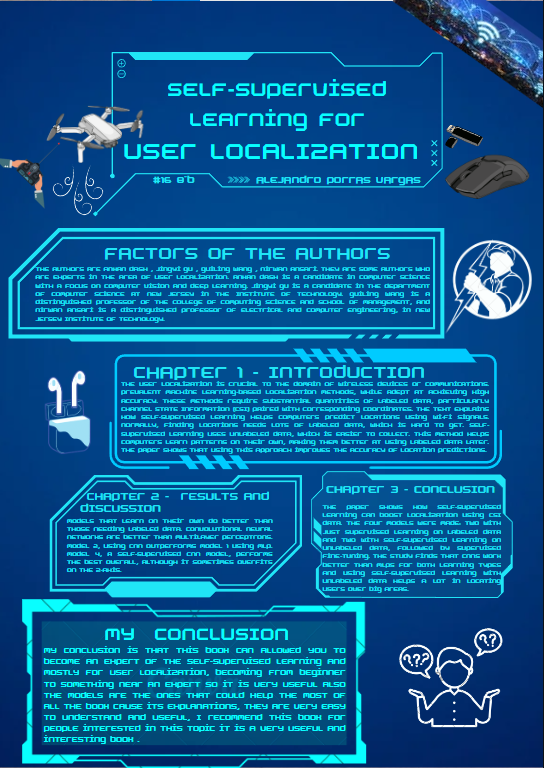 SELF-SUPERVISED
LEARNING FOR
USER LOCALIZATION
#16 8°b
>>>>> ALEJANDRO PORRAS VARGAS
FACTORS OF THE AUTHORS
THE AUTHORS ARE ANKAN DASH , JINGYI GU , GUILING WANG , NIRWAN ANSARI. THEY ARE SOME AUTHORS WHO
ARE EXPERTS IN THE AREA OF USER LOCALIZATION. ANKAN DASH IS A CANDIDATE IN COMPUTER SCIENCE
WITH A FOCUS ON COMPUTER VISION AND DEEP LEARNING. JINGYI GU IS A CANDIDATE IN THE DEPARTMENT
OF COMPUTER SCIENCE AT NEW JERSEY IN THE INSTITUTE OF TECHNOLOGY. GUILING WANG IS A
DISTINGUISHED PROFESSOR OF THE COLLEGE OF COMPUTING SCIENCE AND SCHOOL OF MANAGEMENT, AND
NIRWAN ANSARI IS A DISTINGUISHED PROFESSOR OF ELECTRICAL AND COMPUTER ENGINEERING, IN NEW
JERSEY INSTITUTE OF TECHNOLOGY.
CHAPTER 1 - INTRODUCTION
THE USER LOCALIZATION IS CRUCIAL TO THE DOMAIN OF WIRELESS DEVICES OR COMMUNICATIONS.
PREVALENT MACHINE LEARNING-BASED LOCALIZATION METHODS, WHILE ADEPT AT ACHIEVING HIGH
ACCURACY. THESE METHODS REQUIRE SUBSTANTIAL QUANTITIES OF LABELED DATA, PARTICULARLY
CHANNEL STATE INFORMATION (CSI) PAIRED WITH CORRESPONDING COORDINATES. THE TEXT EXPLAINS
HOW SELF-SUPERVISED LEARNING HELPS COMPUTERS PREDICT LOCATIONS USING WI-FI SIGNALS.
NORMALLY, FINDING LOCATIONS NEEDS LOTS OF LABELED DATA, WHICH IS HARD TO GET. SELF-
SUPERVISED LEARNING USES UNLABELED DATA, WHICH IS EASIER TO COLLECT. THIS METHOD HELPS
COMPUTERS LEARN PATTERNS ON THEIR OWN, MAKING THEM BETTER AT USING LABELED DATA LATER.
THE PAPER SHOWS THAT USING THIS APPROACH IMPROVES THE ACCURACY OF LOCATION PREDICTIONS.
CHAPTER 2 - RESULTS AND
DISCUSSION
MODELS THAT LEARN ON THEIR OWN DO BETTER THAN
THOSE NEEDING LABELED DATA. CONVOLUTIONAL NEURAL
NETWORKS ARE BETTER THAN MULTILAYER PERCEPTRONS.
MODEL 2, USING CNN OUTPERFORMS MODEL 1 USING MLP.
MODEL 4, A SELF-SUPERVISED CNN MODEL, PERFORMS
THE BEST OVERALL, ALTHOUGH IT SOMETIMES OVERFITS
ON THE Z-AXIS.
CHAPTER 3 - CONCLUSION
THE PAPER SHOWS HOW SELF-SUPERVISED
LEARNING CAN BOOST LOCALIZATION USING CSI
DATA. THE FOUR MODELS WERE MADE: TWO WITH
JUST SUPERVISED LEARNING ON LABELED DATA
AND TWO WITH SELF-SUPERVISED LEARNING ON
UNLABELED DATA, FOLLOWED BY SUPERVISED
FINE-TUNING. THE STUDY FINDS THAT CNNS WORK
BETTER THAN MLPS FOR BOTH LEARNING TYPES
AND USING SELF-SUPERVISED LEARNING WITH
UNLABELED DATA HELPS A LOT IN LOCATING
USERS OVER BIG AREAS.
MY CONCLUSION
MY CONCLUSION IS THAT THIS BOOK CAN ALLOWED YOU TO
BECOME AN EXPERT OF THE SELF-SUPERVISED LEARNING AND
MOSTLY FOR USER LOCALIZATION, BECOMING FROM BEGINNER
TO SOMETHING NEAR AN EXPERT SO IT IS VERY USEFUL ALSO
THE MODELS ARE THE ONES THAT COULD HELP THE MOST OF
ALL THE BOOK CAUSE ITS EXPLANATIONS, THEY ARE VERY EASY
TO UNDERSTAND AND USEFUL, I RECOMMEND THIS BOOK FOR
PEOPLE INTERESTED IN THIS TOPIC IT IS A VERY USEFUL AND
INTERESTING BOOK .
??
???